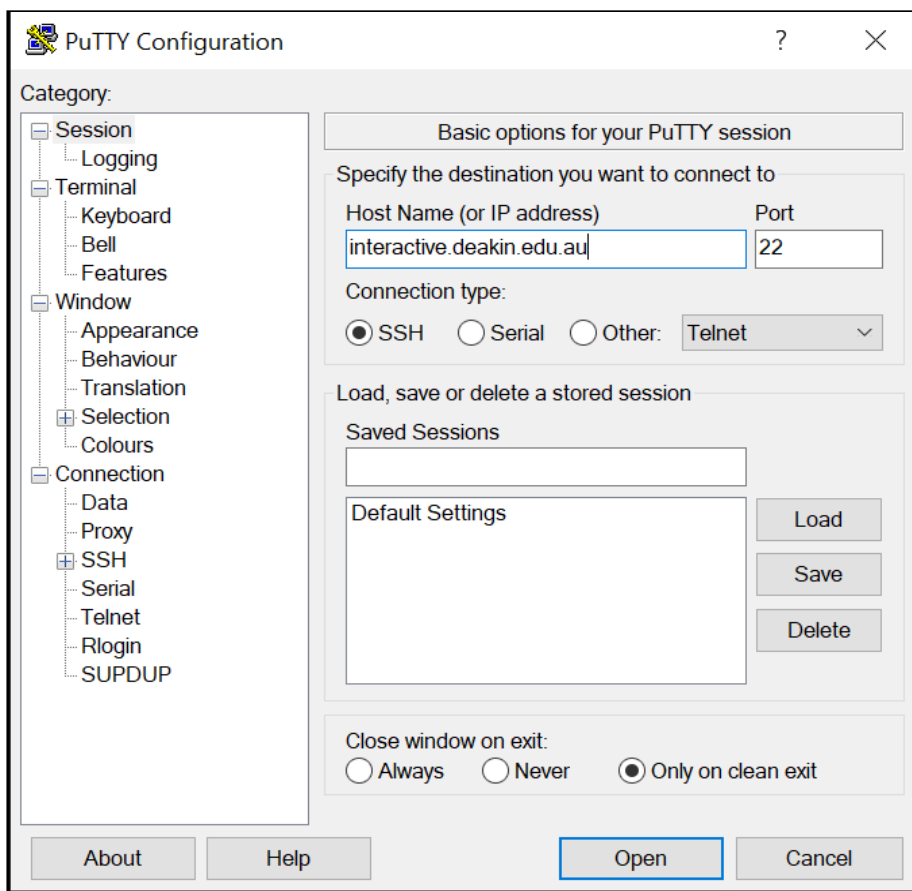 PuTTY Configuration
?
Category:
Session
Logging
Terminal
Keyboard
Bell
Features
Window
Appearance
Behaviour
Translation
Selection
Colours
Connection
Data
Proxy
SSH
Serial
Telnet
Rlogin
SUPDUP
Basic options for your PuTTY session
Specify the destination you want to connect to
Host Name (or IP address) Port
interactive.deakin.edu.au 22
Connection type:
SSH Serial Other: Telnet
Load, save or delete a stored session
Saved Sessions
Default Settings
Load
Save
Delete
Close window on exit:
Always Never Only on clean exit
About Help Open Cancel